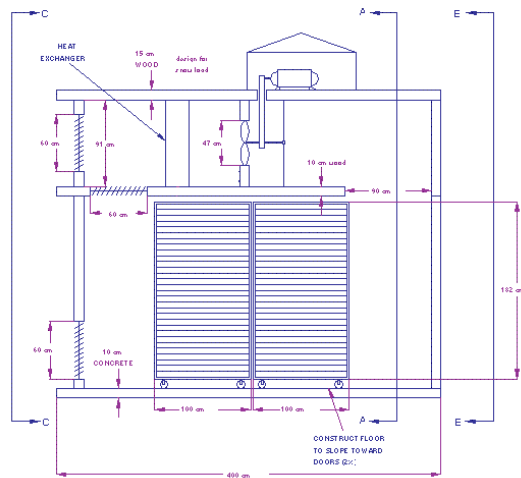 C
A
E
HEAT
EXCHANGER
15 cm
WOOD
design for
snow load
60 cm
91 cm
47 cm
10 cm wood
90 cm
60 cm
182 c
60 cm
10 cm
CONCRETE
100 cm
100 cm
C
A
E
CONSTRUCT FLOOR
TO SLOPE TOWARD
DOORS (2%)
400 cm